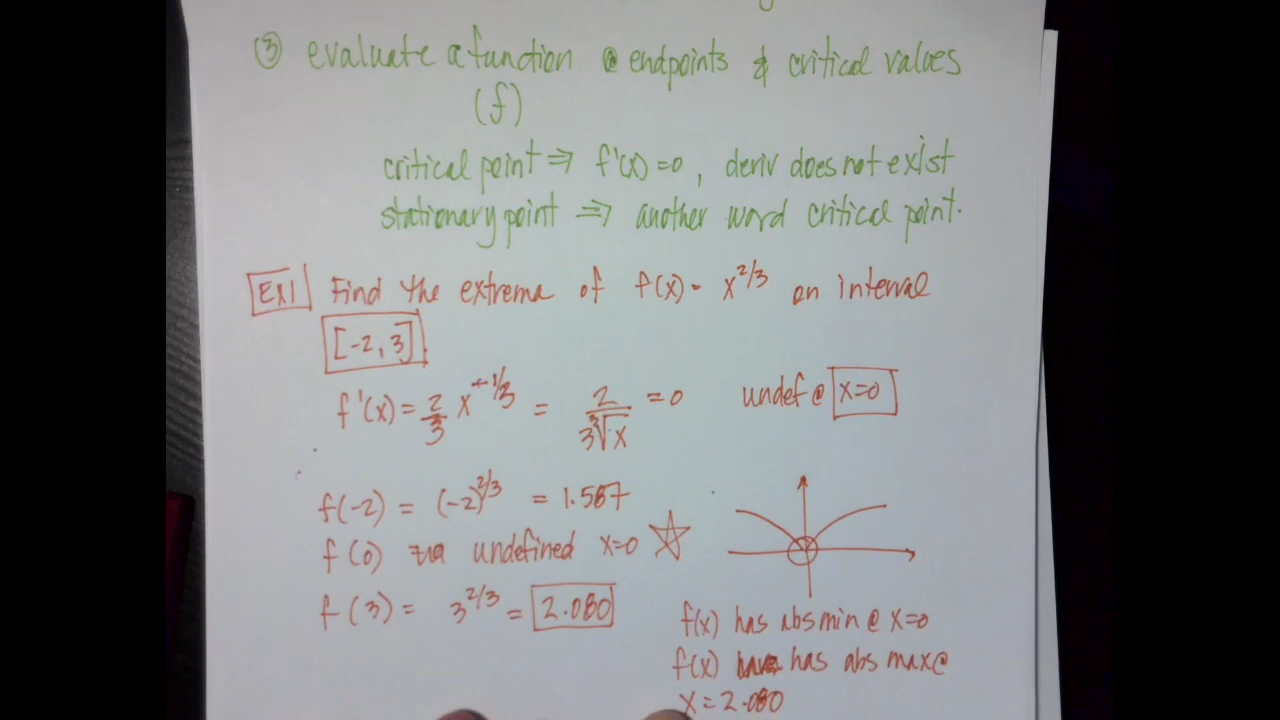 ③ evaluate a function @ endpoints & critical values
(f)
critical point ⇒ f'(x)=0, deriv does not exist
stationary point ⇒ another word critical point.
EX1 Find the extrema of f(x) = x^2/3 on interval
[-2, 3]
f'(x) = 2/3 x^-1/3 = 2/(3∛x) = 0 undef @ x=0
f(-2) = (-2)^2/3 = 1.587
f(0) undefined x=0 ☆
f(3) = 3^2/3 = 2.080
f(x) has abs min @ x=0
f(x) has abs max @
x = 2.080